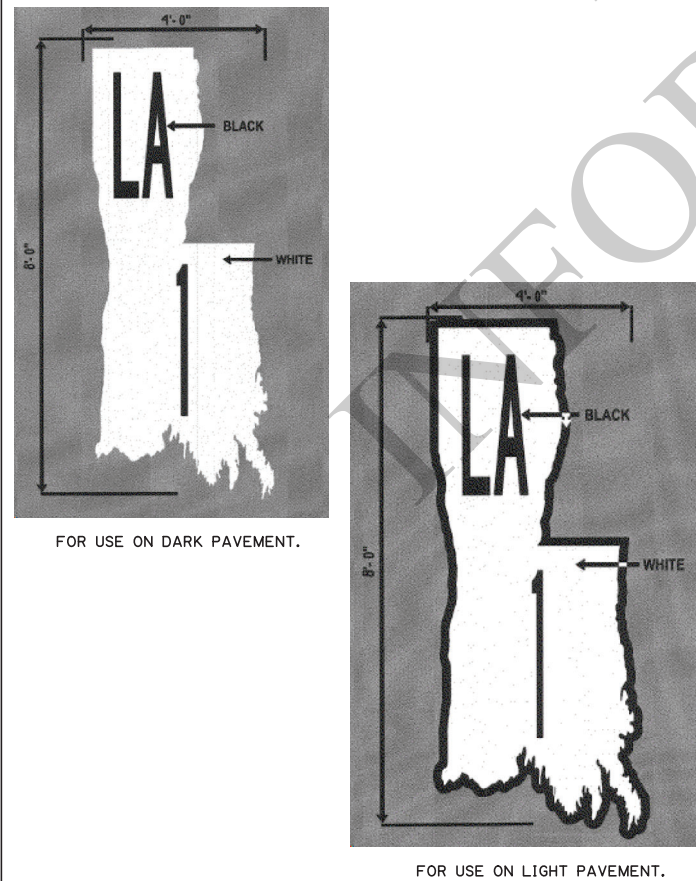 4'-0"
LA
BLACK
8'-0"
WHITE
1
FOR USE ON DARK PAVEMENT.
4'-0"
LA
BLACK
8'-0"
WHITE
1
FOR USE ON LIGHT PAVEMENT.